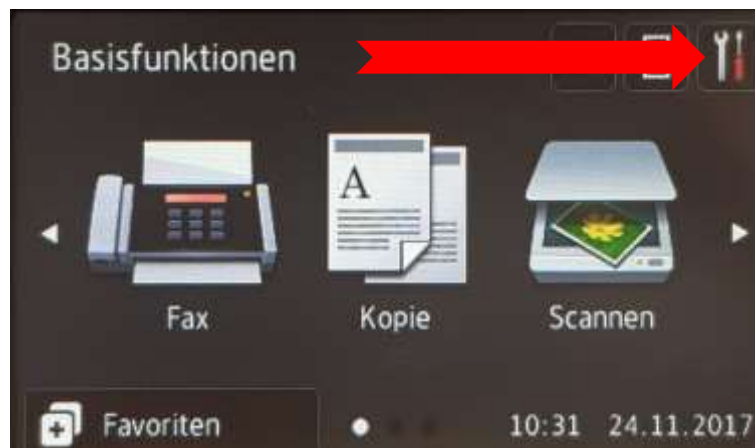 Basisfunktionen
A
Fax Kopie Scannen
Favoriten 10:31 24.11.2017